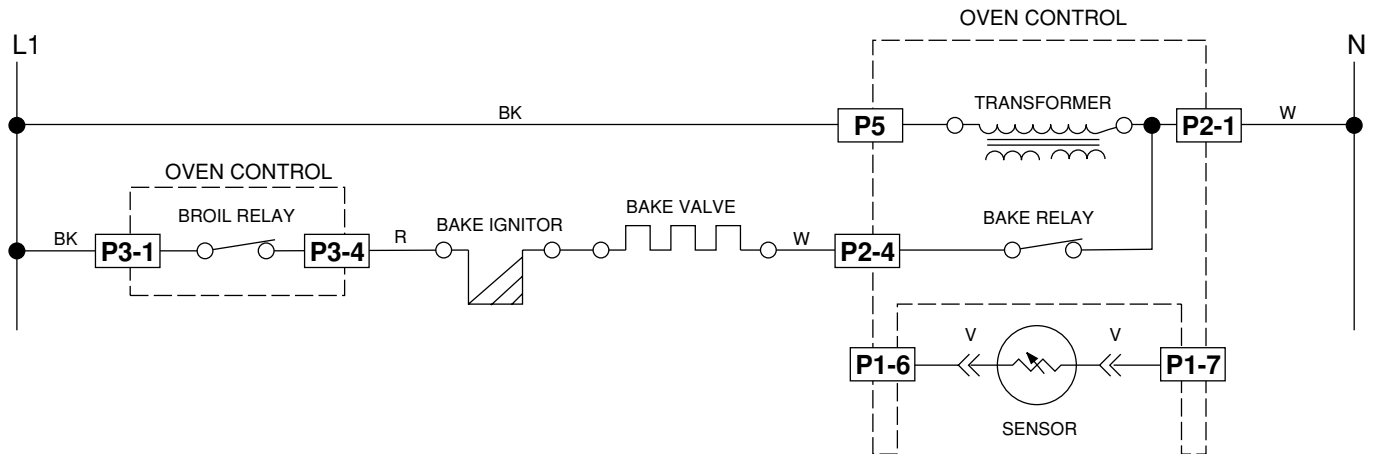 OVEN CONTROL
L1
N
BK
P5
TRANSFORMER
P2-1
W
OVEN CONTROL
BK
P3-1
BROIL RELAY
P3-4
R
BAKE IGNITOR
BAKE VALVE
W
P2-4
BAKE RELAY
P1-6
V
V
P1-7
SENSOR